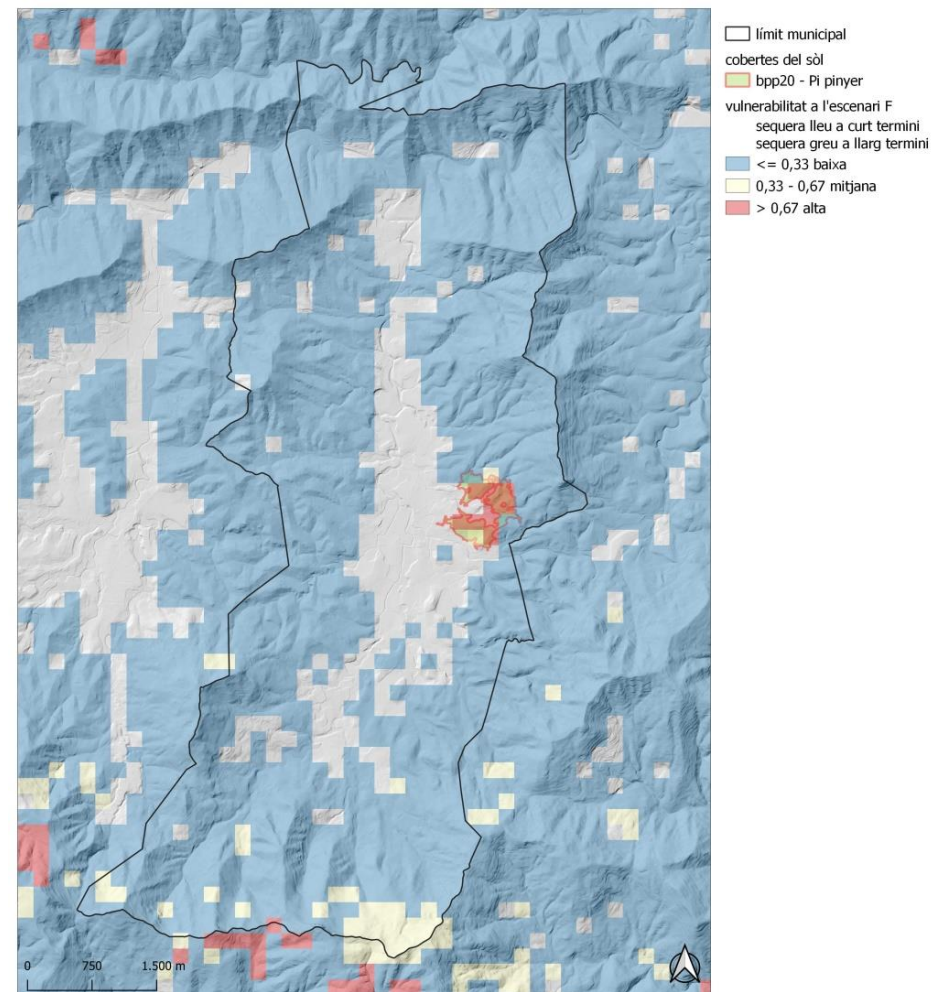 límit municipal
cobertes del sòl
bpp20 - Pi pinyer
vulnerabilitat a l'escenari F
sequera lleu a curt termini
sequera greu a llarg termini
<= 0,33 baixa
0,33 - 0,67 mitjana
> 0,67 alta
0 750 1.500 m